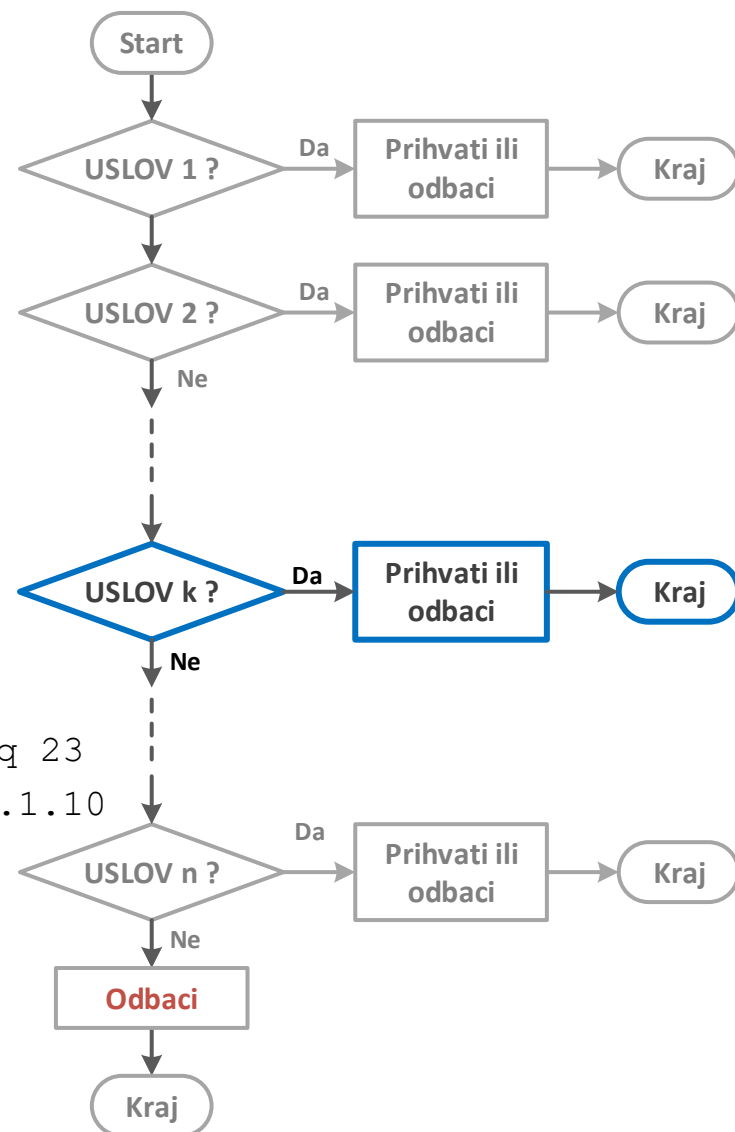 Start
USLOV 1 ?
Da
Prihvati ili
odbaci
Kraj
USLOV 2 ?
Da
Prihvati ili
odbaci
Kraj
Ne
USLOV k ?
Da
Prihvati ili
odbaci
Kraj
Ne
q 23
.1.10
USLOV n ?
Da
Prihvati ili
odbaci
Kraj
Ne
Odbaci
Kraj